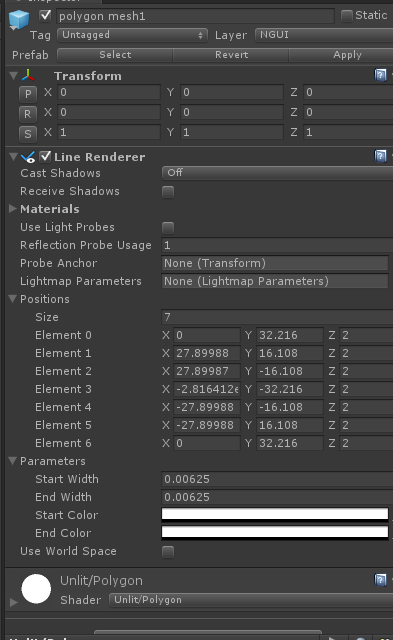 polygon mesh1 Static
Tag Untagged Layer NGUI
Prefab Select Revert Apply
Transform
P X 0 Y 0 Z 0
R X 0 Y 0 Z 0
S X 1 Y 1 Z 1
Line Renderer
Cast Shadows Off
Receive Shadows
Materials
Use Light Probes
Reflection Probe Usage 1
Probe Anchor None (Transform)
Lightmap Parameters None (Lightmap Parameters)
Positions
Size 7
Element 0 X 0 Y 32.216 Z 2
Element 1 X 27.89988 Y 16.108 Z 2
Element 2 X 27.89987 Y -16.108 Z 2
Element 3 X -2.816412e Y -32.216 Z 2
Element 4 X -27.89988 Y -16.108 Z 2
Element 5 X -27.89988 Y 16.108 Z 2
Element 6 X 0 Y 32.216 Z 2
Parameters
Start Width 0.00625
End Width 0.00625
Start Color
End Color
Use World Space
Unlit/Polygon
Shader Unlit/Polygon